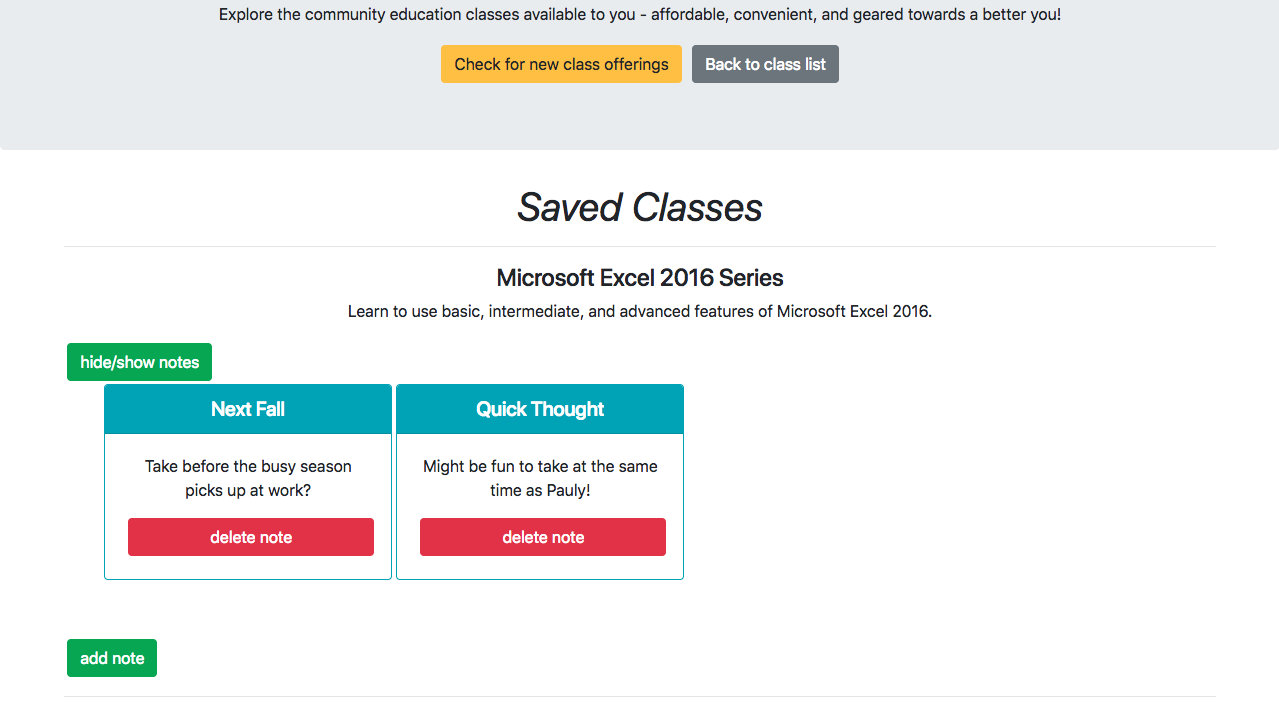 Explore the community education classes available to you - affordable, convenient, and geared towards a better you!
Check for new class offerings
Back to class list
Saved Classes
Microsoft Excel 2016 Series
Learn to use basic, intermediate, and advanced features of Microsoft Excel 2016.
hide/show notes
Next Fall
Take before the busy season
picks up at work?
delete note
Quick Thought
Might be fun to take at the same
time as Pauly!
delete note
add note